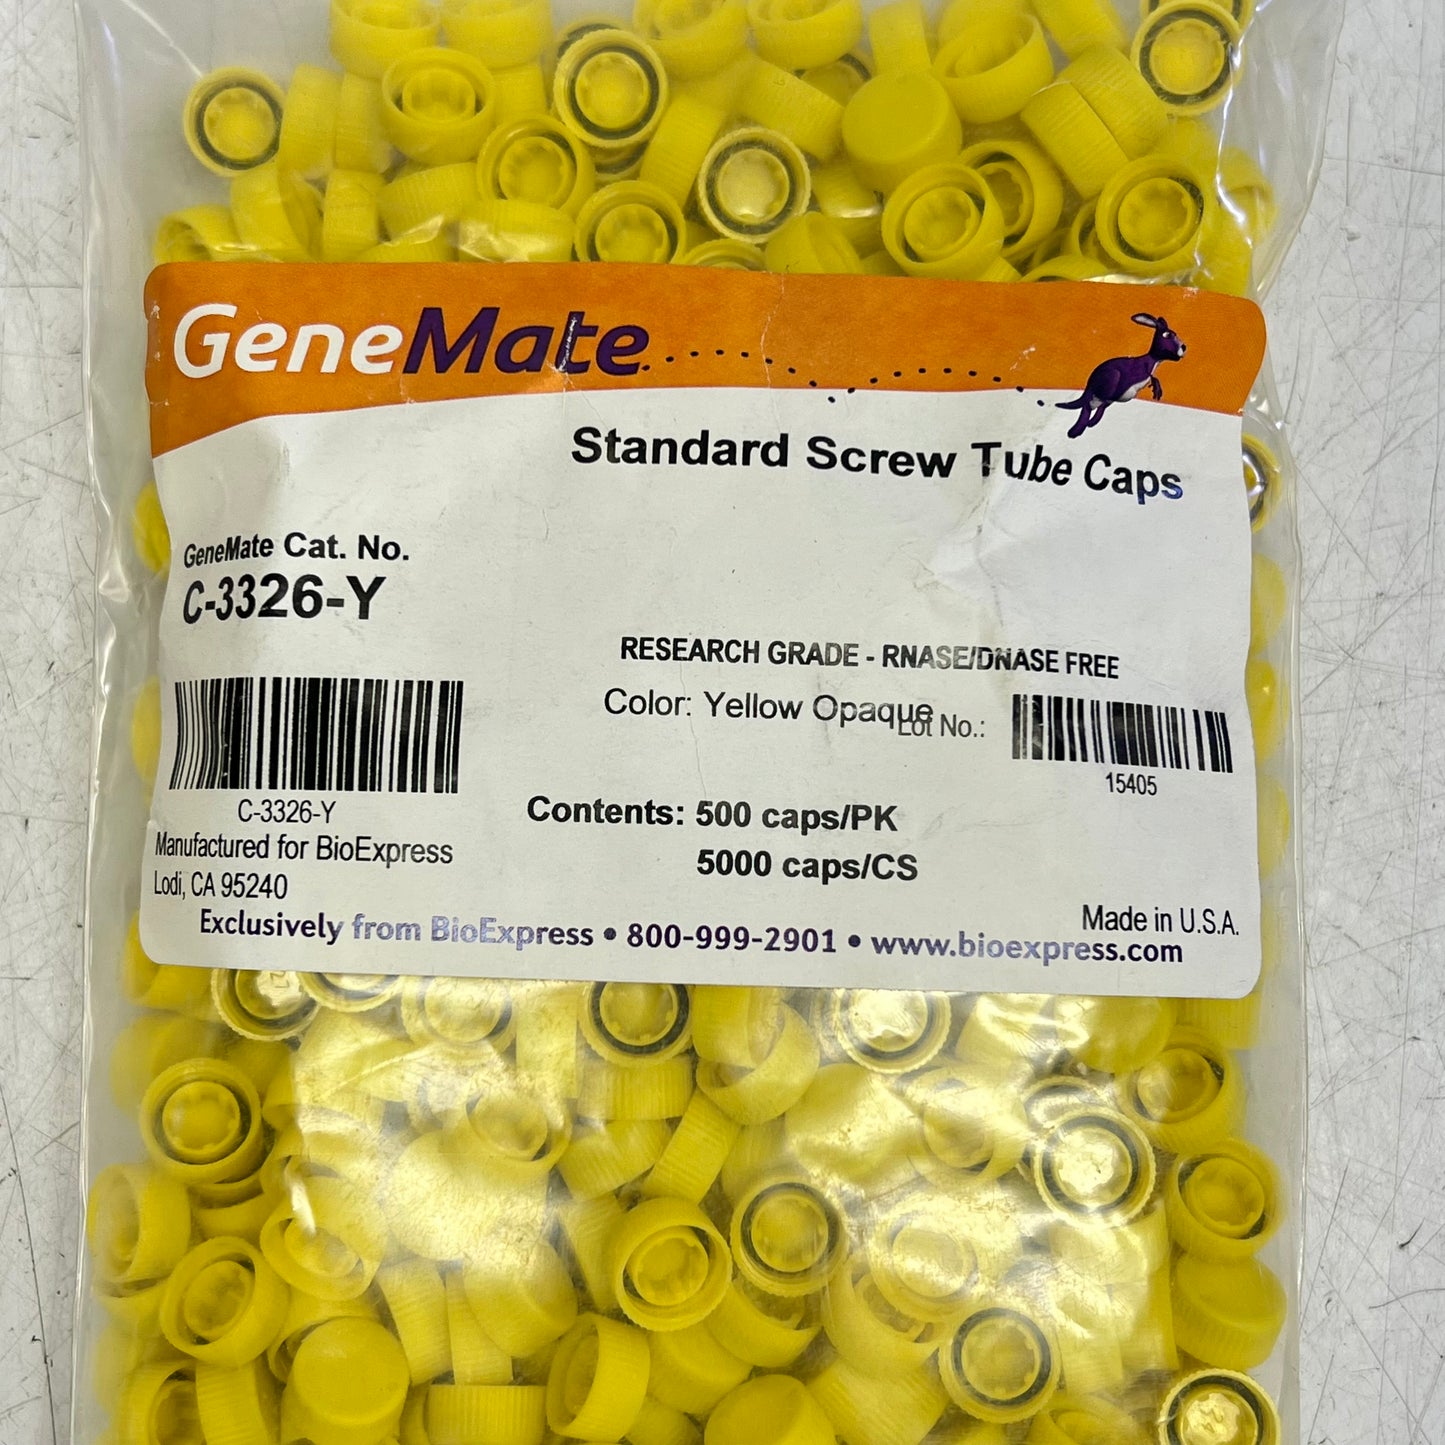 GeneMate
Standard Screw Tube Caps
GeneMate Cat. No.
C-3326-Y
RESEARCH GRADE - RNASE/DNASE FREE
Color: Yellow Opaque
Lot No.:
15405
C-3326-Y
Contents: 500 caps/PK
5000 caps/CS
Manufactured for BioExpress
Lodi, CA 95240
Made in U.S.A.
Exclusively from BioExpress • 800-999-2901 • www.bioexpress.com